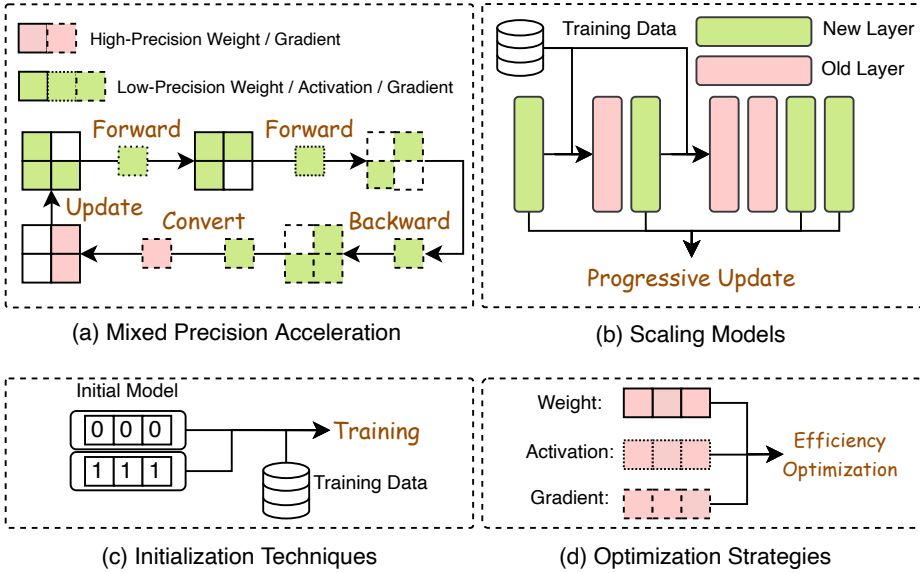 High-Precision Weight / Gradient
Low-Precision Weight / Activation / Gradient
Forward
Forward
Update
Convert
Backward
(a) Mixed Precision Acceleration
Training Data
New Layer
Old Layer
Progressive Update
(b) Scaling Models
Initial Model
0 0 0
1 1 1
Training
Training Data
(c) Initialization Techniques
Weight:
Activation:
Gradient:
Efficiency
Optimization
(d) Optimization Strategies